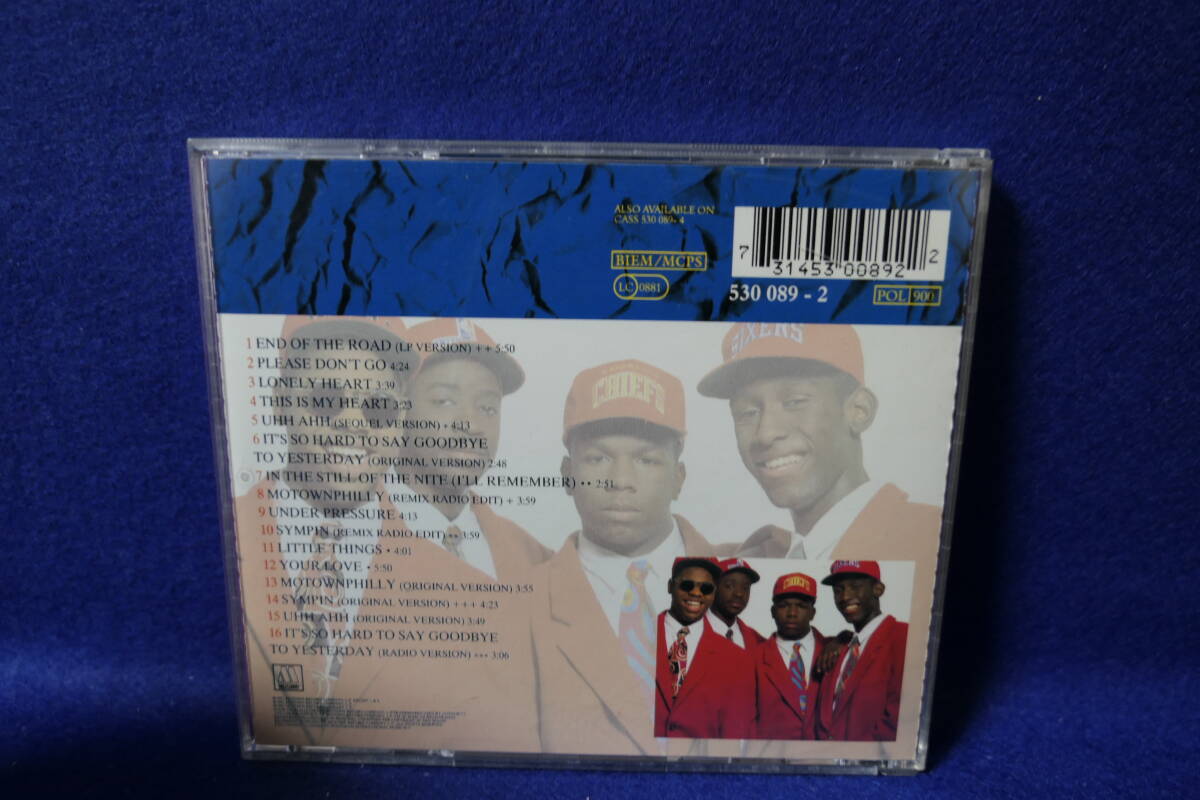 ALSO AVAILABLE ON
CASS 530 089-4
BIEM/MCPS
LC 0881
7 31453 00892 2
530 089 - 2
POL 900
SIXERS
CHIEFS
1 END OF THE ROAD (LP VERSION) + + 5:50
2 PLEASE DON'T GO 4:24
3 LONELY HEART 3:39
4 THIS IS MY HEART 3:23
5 UHH AHH (SEQUEL VERSION) • 4:13
6 IT'S SO HARD TO SAY GOODBYE
TO YESTERDAY (ORIGINAL VERSION) 2:48
7 IN THE STILL OF THE NITE (I'LL REMEMBER) •• 2:51
8 MOTOWNPHILLY (REMIX RADIO EDIT) + 3:59
9 UNDER PRESSURE 4:13
10 SYMPIN (REMIX RADIO EDIT) •• 3:59
11 LITTLE THINGS • 4:01
12 YOUR LOVE • 5:50
13 MOTOWNPHILLY (ORIGINAL VERSION) 3:55
14 SYMPIN (ORIGINAL VERSION) + + + 4:23
15 UHH AHH (ORIGINAL VERSION) 3:49
16 IT'S SO HARD TO SAY GOODBYE
TO YESTERDAY (RADIO VERSION) ••• 3:06
CHIEFS
SIXERS